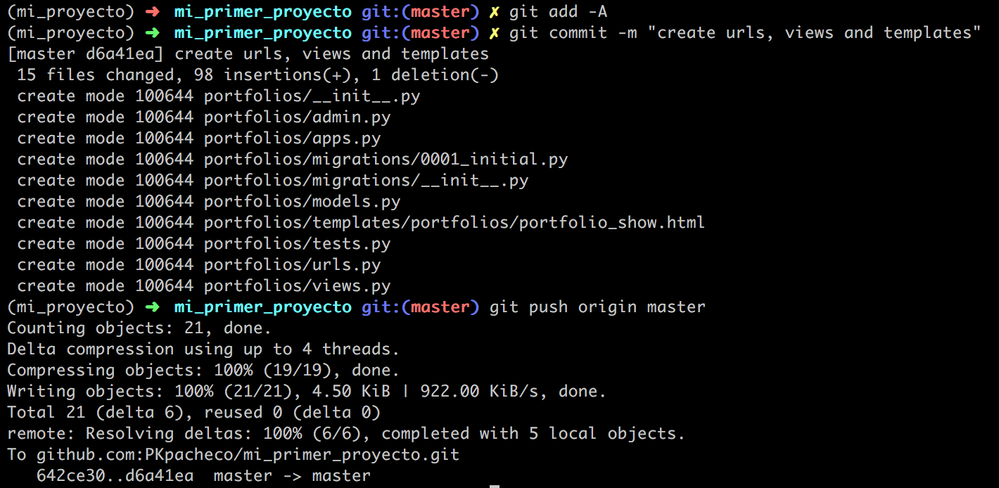 (mi_proyecto) ➜  mi_primer_proyecto git:(master) ✗ git add -A
(mi_proyecto) ➜  mi_primer_proyecto git:(master) ✗ git commit -m "create urls, views and templates"
[master d6a41ea] create urls, views and templates
 15 files changed, 98 insertions(+), 1 deletion(-)
 create mode 100644 portfolios/__init__.py
 create mode 100644 portfolios/admin.py
 create mode 100644 portfolios/apps.py
 create mode 100644 portfolios/migrations/0001_initial.py
 create mode 100644 portfolios/migrations/__init__.py
 create mode 100644 portfolios/models.py
 create mode 100644 portfolios/templates/portfolios/portfolio_show.html
 create mode 100644 portfolios/tests.py
 create mode 100644 portfolios/urls.py
 create mode 100644 portfolios/views.py
(mi_proyecto) ➜  mi_primer_proyecto git:(master) git push origin master
Counting objects: 21, done.
Delta compression using up to 4 threads.
Compressing objects: 100% (19/19), done.
Writing objects: 100% (21/21), 4.50 KiB | 922.00 KiB/s, done.
Total 21 (delta 6), reused 0 (delta 0)
remote: Resolving deltas: 100% (6/6), completed with 5 local objects.
To github.com:PKpacheco/mi_primer_proyecto.git
   642ce30..d6a41ea  master -> master